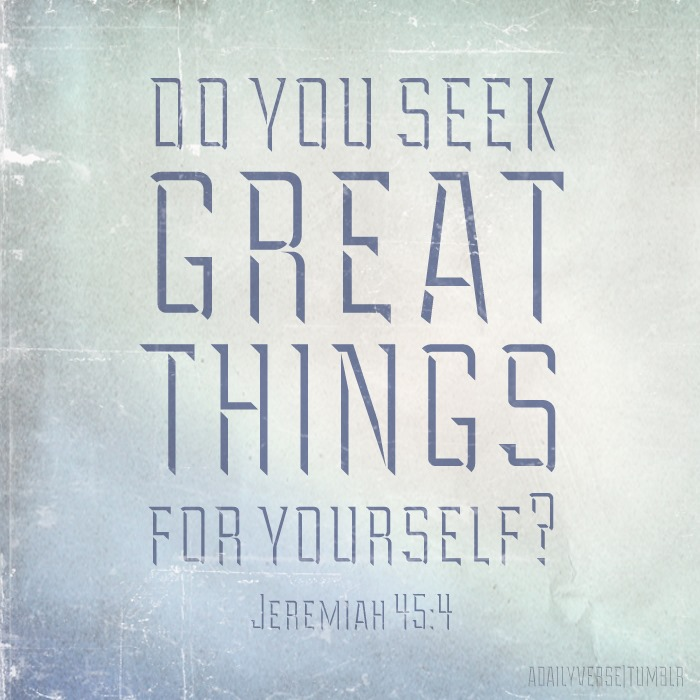 DO YOU SEEK
GREAT
THINGS
FOR YOURSELF?
JEREMIAH 45:4
ADAILYVERSE|TUMBLR